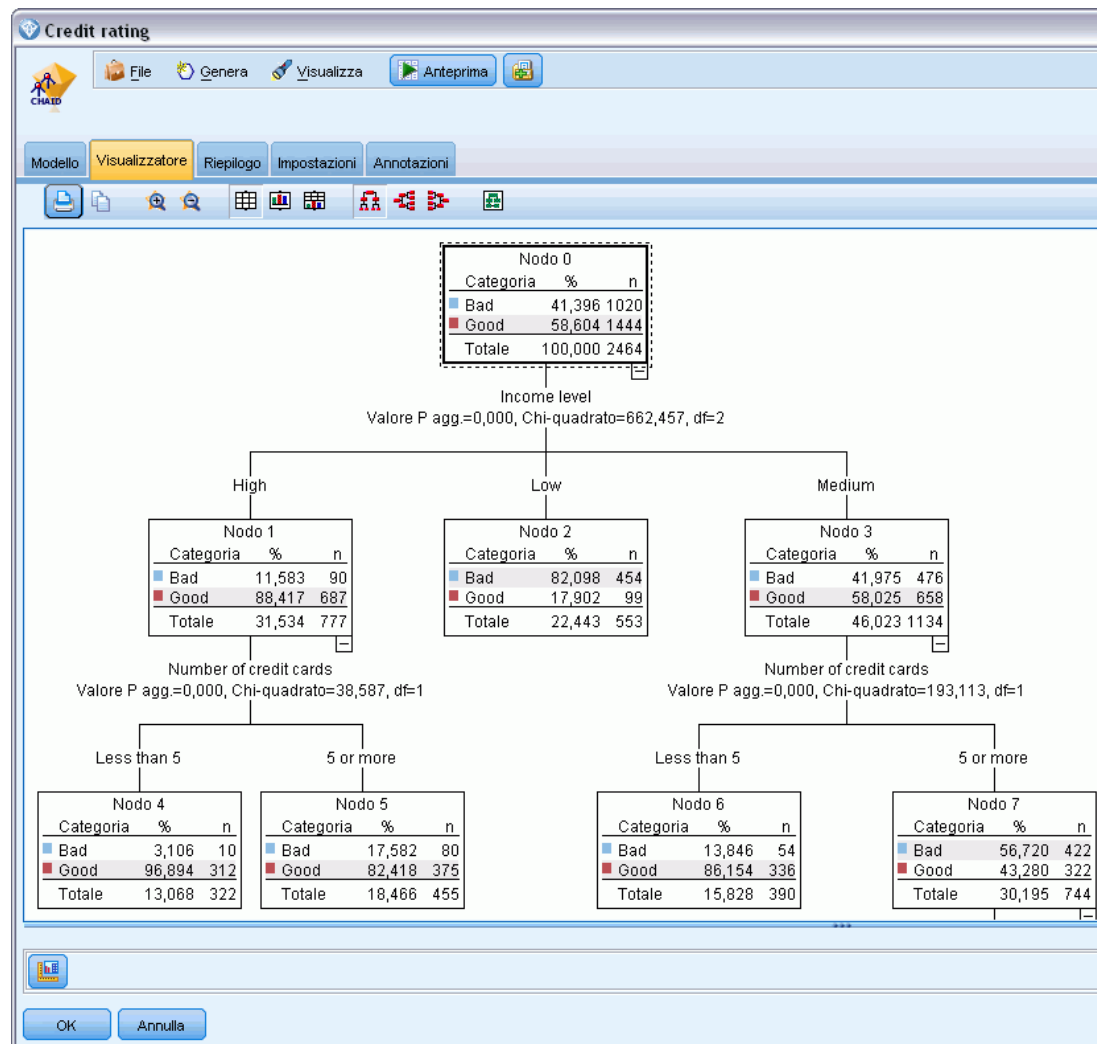 Credit rating
CHAID
File Genera Visualizza Anteprima
Modello Visualizzatore Riepilogo Impostazioni Annotazioni
Nodo 0
Categoria % n
Bad 41,396 1020
Good 58,604 1444
Totale 100,000 2464
Income level
Valore P agg.=0,000, Chi-quadrato=662,457, df=2
High Low Medium
Nodo 1
Categoria % n
Bad 11,583 90
Good 88,417 687
Totale 31,534 777
Nodo 2
Categoria % n
Bad 82,098 454
Good 17,902 99
Totale 22,443 553
Nodo 3
Categoria % n
Bad 41,975 476
Good 58,025 658
Totale 46,023 1134
Number of credit cards
Valore P agg.=0,000, Chi-quadrato=38,587, df=1
Number of credit cards
Valore P agg.=0,000, Chi-quadrato=193,113, df=1
Less than 5 5 or more
Less than 5 5 or more
Nodo 4
Categoria % n
Bad 3,106 10
Good 96,894 312
Totale 13,068 322
Nodo 5
Categoria % n
Bad 17,582 80
Good 82,418 375
Totale 18,466 455
Nodo 6
Categoria % n
Bad 13,846 54
Good 86,154 336
Totale 15,828 390
Nodo 7
Categoria % n
Bad 56,720 422
Good 43,280 322
Totale 30,195 744
OK Annulla